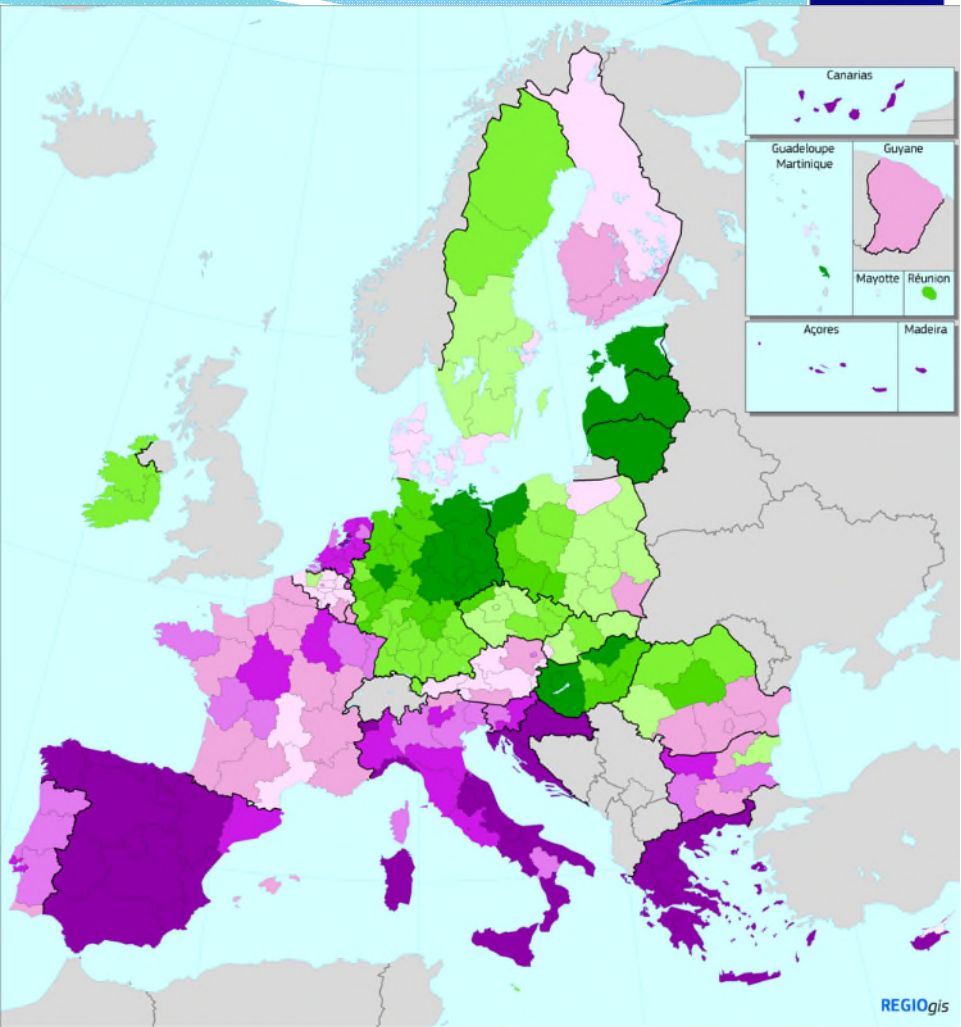 Canarias
Guadeloupe
Martinique
Guyane
Mayotte
Réunion
Açores
Madeira
REGIOgis